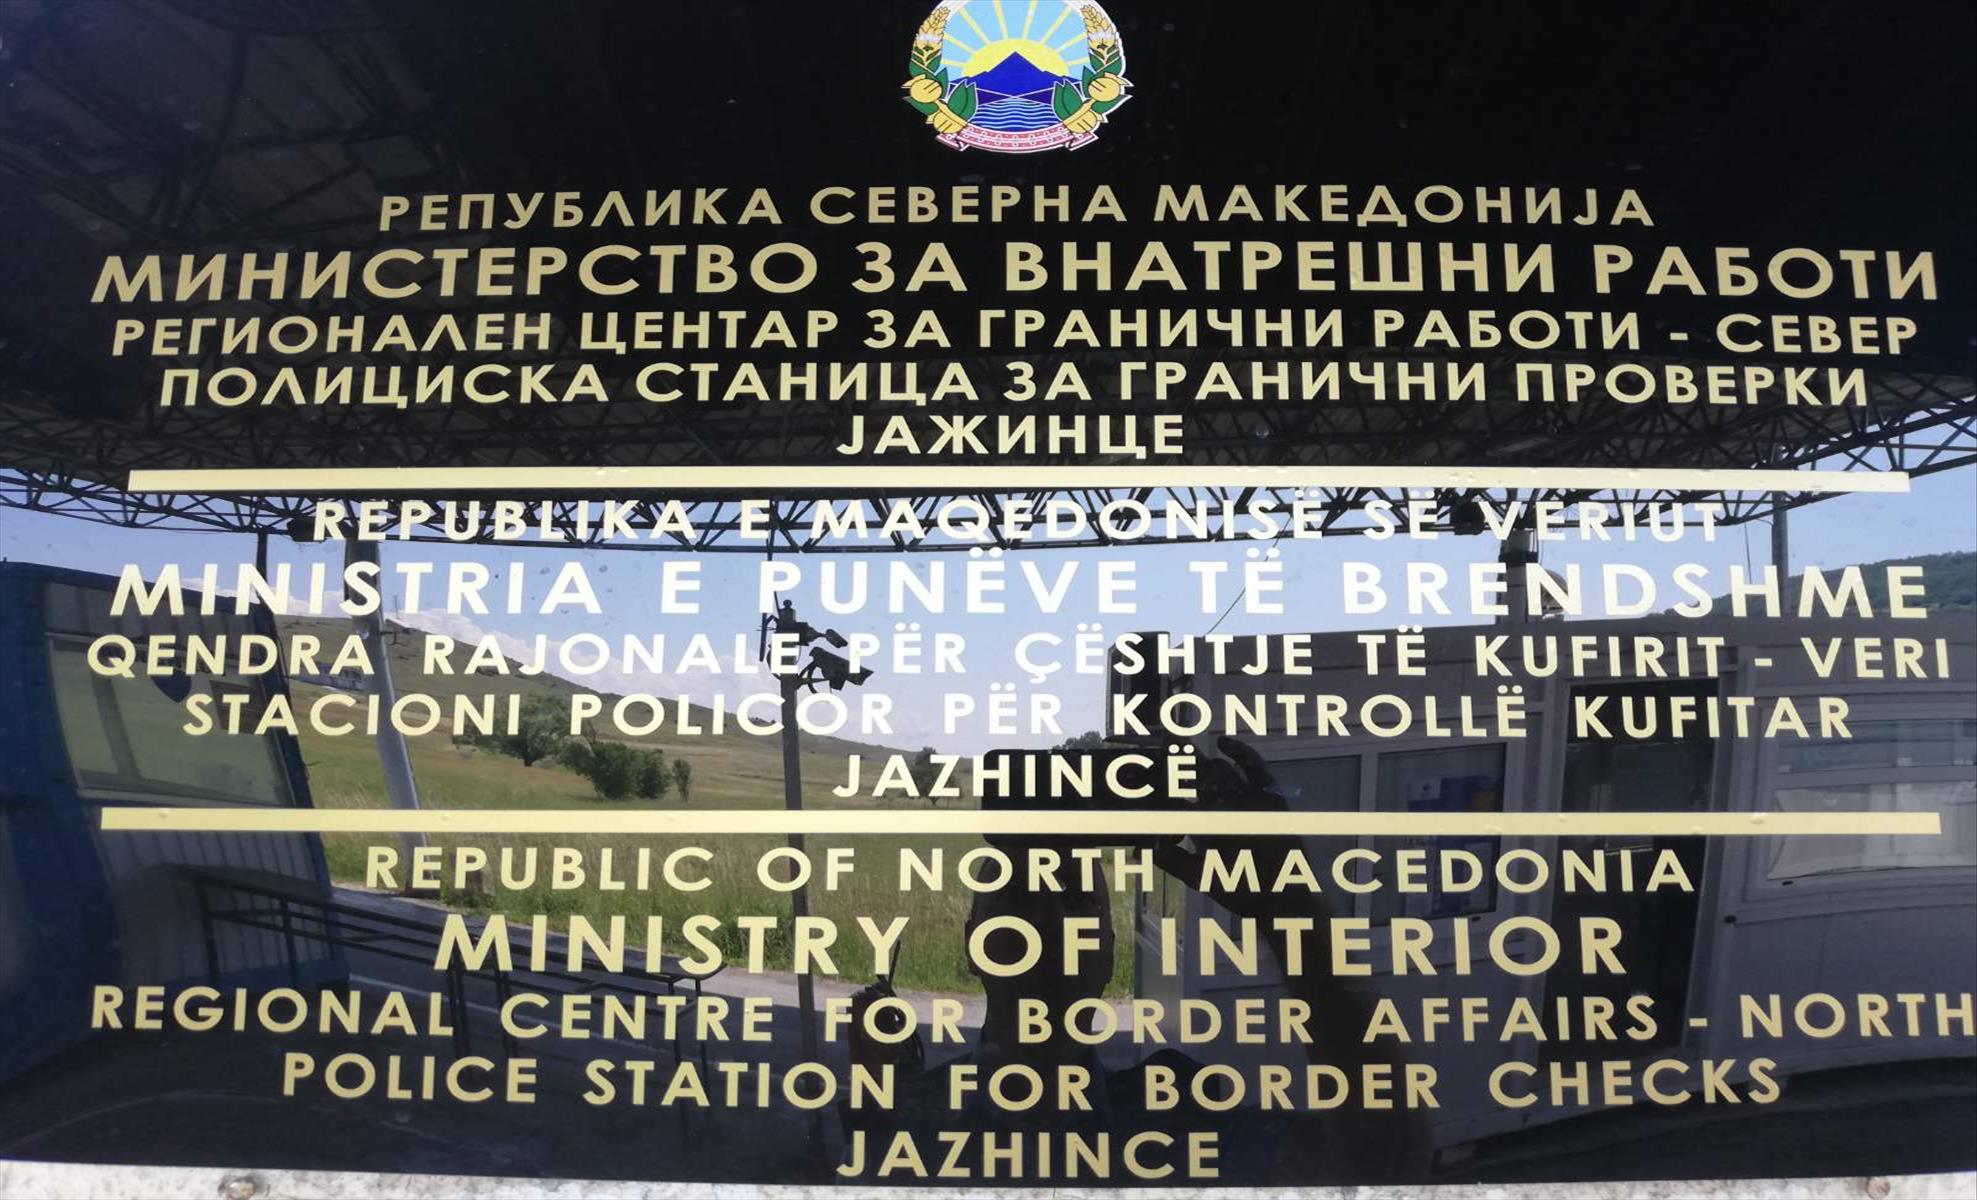 РЕПУБЛИКА СЕВЕРНА МАКЕДОНИЈА
МИНИСТЕРСТВО ЗА ВНАТРЕШНИ РАБОТИ
РЕГИОНАЛЕН ЦЕНТАР ЗА ГРАНИЧНИ РАБОТИ - СЕВЕР
ПОЛИЦИСКА СТАНИЦА ЗА ГРАНИЧНИ ПРОВЕРКИ
ЈАЖИНЦЕ
REPUBLIKA E MAQEDONISË SË VERIUT
MINISTRIA E PUNËVE TË BRENDSHME
QENDRA RAJONALE PËR ÇËSHTJE TË KUFIRIT - VERI
STACIONI POLICOR PËR KONTROLLË KUFITAR
JAZHINCË
REPUBLIC OF NORTH MACEDONIA
MINISTRY OF INTERIOR
REGIONAL CENTRE FOR BORDER AFFAIRS - NORTH
POLICE STATION FOR BORDER CHECKS
JAZHINCE